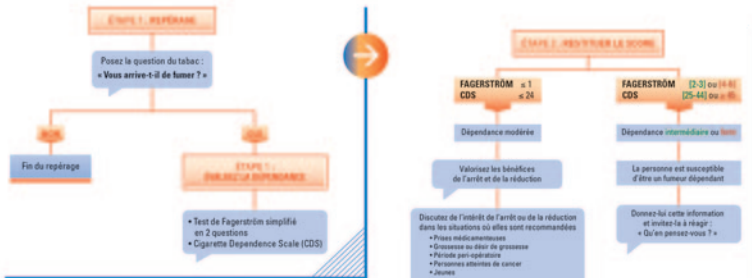 ÉTAPE 1 : REPÉRAGE
Posez la question du tabac :
« Vous arrive-t-il de fumer ? »
NON
OUI
Fin du repérage
ÉTAPE 1 :
ÉVALUEZ LA DÉPENDANCE
• Test de Fagerström simplifié
en 2 questions
• Cigarette Dependence Scale (CDS)
ÉTAPE 2 : RESTITUER LE SCORE
FAGERSTRÖM ≤ 1
CDS ≤ 24
FAGERSTRÖM [2-3] ou [4-6]
CDS [25-44] ou
Dépendance modérée
Dépendance intermédiaire ou forte
Valorisez les bénéfices
de l'arrêt et de la réduction
La personne est susceptible
d'être un fumeur dépendant
Discutez de l'intérêt de l'arrêt ou de la réduction
dans les situations où elles sont recommandées
• Prises médicamenteuses
• Grossesse ou désir de grossesse
• Période peri-opératoire
• Personnes atteintes de cancer
• Jeunes
Donnez-lui cette information
et invitez-la à réagir :
« Qu'en pensez-vous ? »